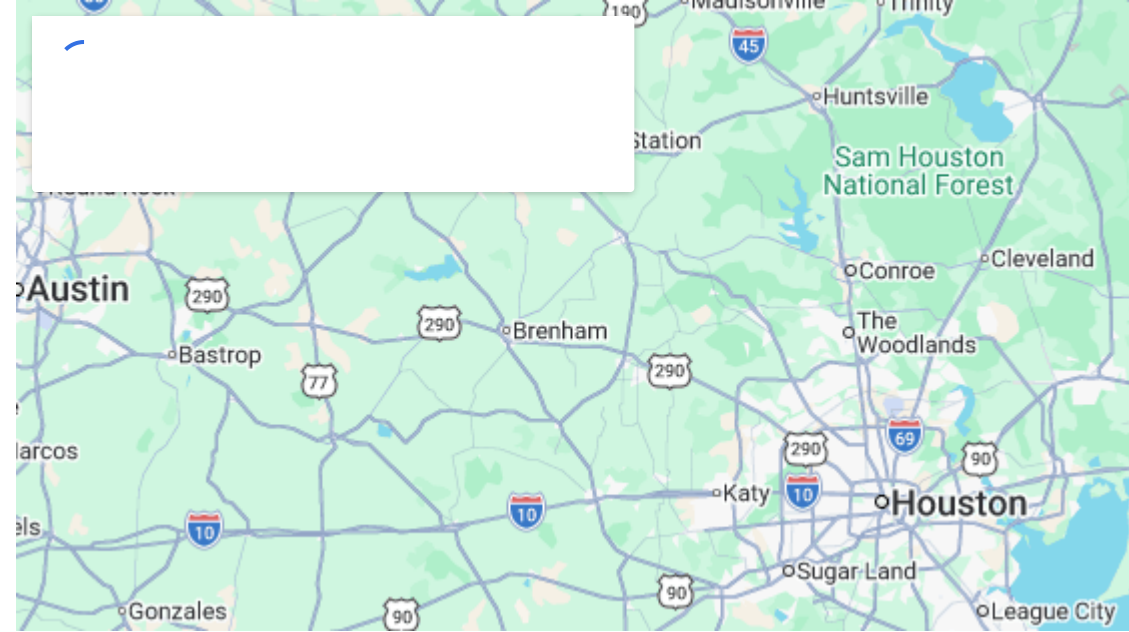 190
Madisonville
Trinity
45
Huntsville
Station
Sam Houston
National Forest
Round Rock
Cleveland
Conroe
Austin
290
290
Brenham
The
Woodlands
Bastrop
290
77
69
290
90
arcos
Katy
10
Houston
10
10
els
Sugar Land
90
Gonzales
90
League City